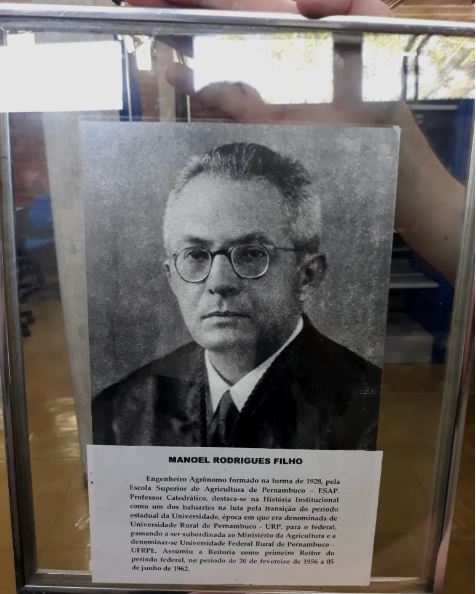 MANOEL RODRIGUES FILHO
Engenheiro Agrônomo formado na turma de 1928, pela
Escola Superior de Agricultura de Pernambuco – ESAP.
Professor Catedrático, destaca-se na História Institucional
como um dos baluartes na luta pela transição do período
estadual da Universidade, época em que era denominada de
Universidade Rural de Pernambuco - URP, para o federal,
passando a ser subordinada ao Ministério da Agricultura e a
denominar-se Universidade Federal Rural de Pernambuco –
UFRPE. Assumiu a Reitoria como primeiro Reitor do
período federal, no período de 20 de fevereiro de 1956 a 05
de junho de 1962.